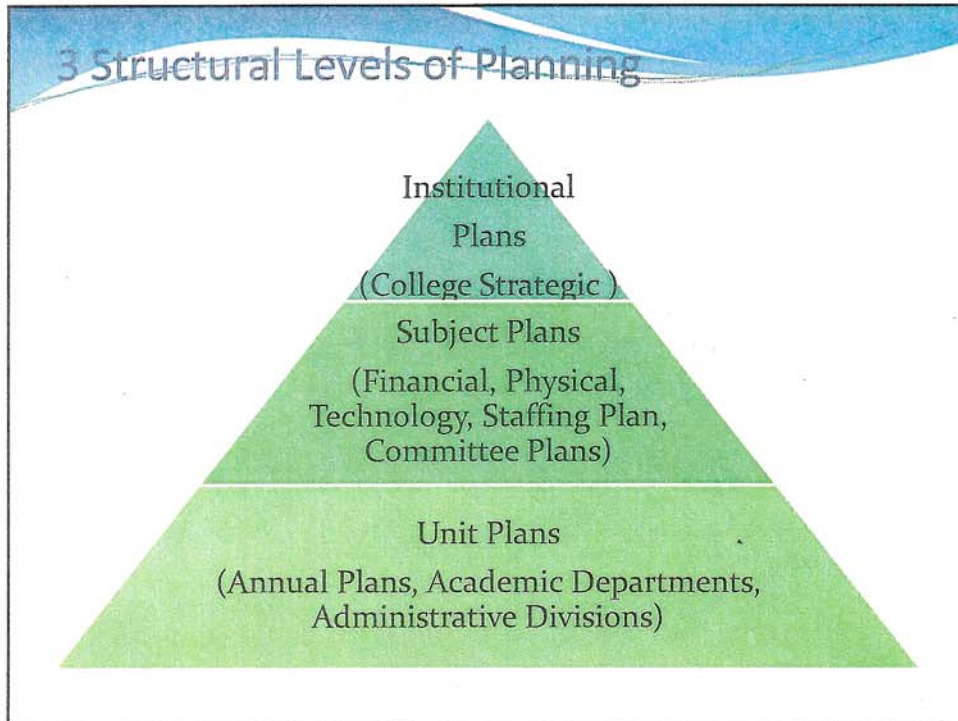 3 Structural Levels of Planning
Institutional
Plans
(College Strategic )
Subject Plans
(Financial, Physical,
Technology, Staffing Plan,
Committee Plans)
Unit Plans
(Annual Plans, Academic Departments,
Administrative Divisions)